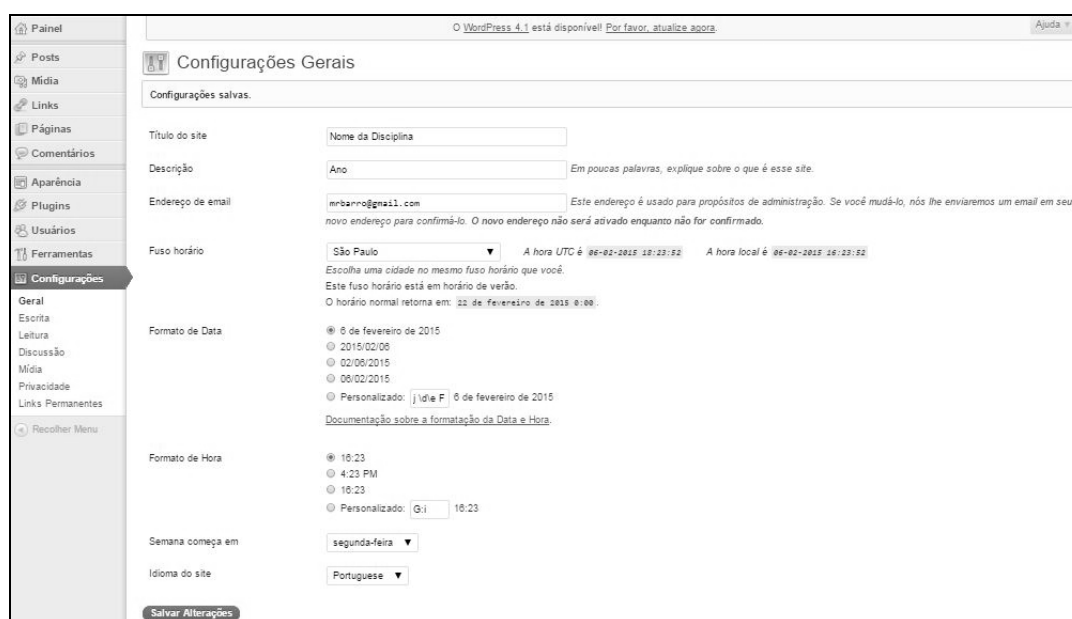 Painel
Posts
Mídia
Links
Páginas
Comentários
Aparência
Plugins
Usuários
Ferramentas
Configurações
Geral
Escrita
Leitura
Discussão
Mídia
Privacidade
Links Permanentes
Recolher Menu
O WordPress 4.1 está disponível! Por favor, atualize agora.
Ajuda
Configurações Gerais
Configurações salvas.
Título do site Nome da Disciplina
Descrição Ano Em poucas palavras, explique sobre o que é esse site.
Endereço de email mrbarro@gmail.com Este endereço é usado para propósitos de administração. Se você mudá-lo, nós lhe enviaremos um email em seu
novo endereço para confirmá-lo. O novo endereço não será ativado enquanto não for confirmado.
Fuso horário São Paulo A hora UTC é 06-02-2015 18:23:52 A hora local é 06-02-2015 16:23:52
Escolha uma cidade no mesmo fuso horário que você.
Este fuso horário está em horário de verão.
O horário normal retorna em: 22 de fevereiro de 2015 0:00.
Formato de Data 6 de fevereiro de 2015
2015/02/06
02/06/2015
06/02/2015
Personalizado: j \d\e F 6 de fevereiro de 2015
Documentação sobre a formatação da Data e Hora.
Formato de Hora 16:23
4:23 PM
16:23
Personalizado: G:i 16:23
Semana começa em segunda-feira
Idioma do site Portuguese
Salvar Alterações